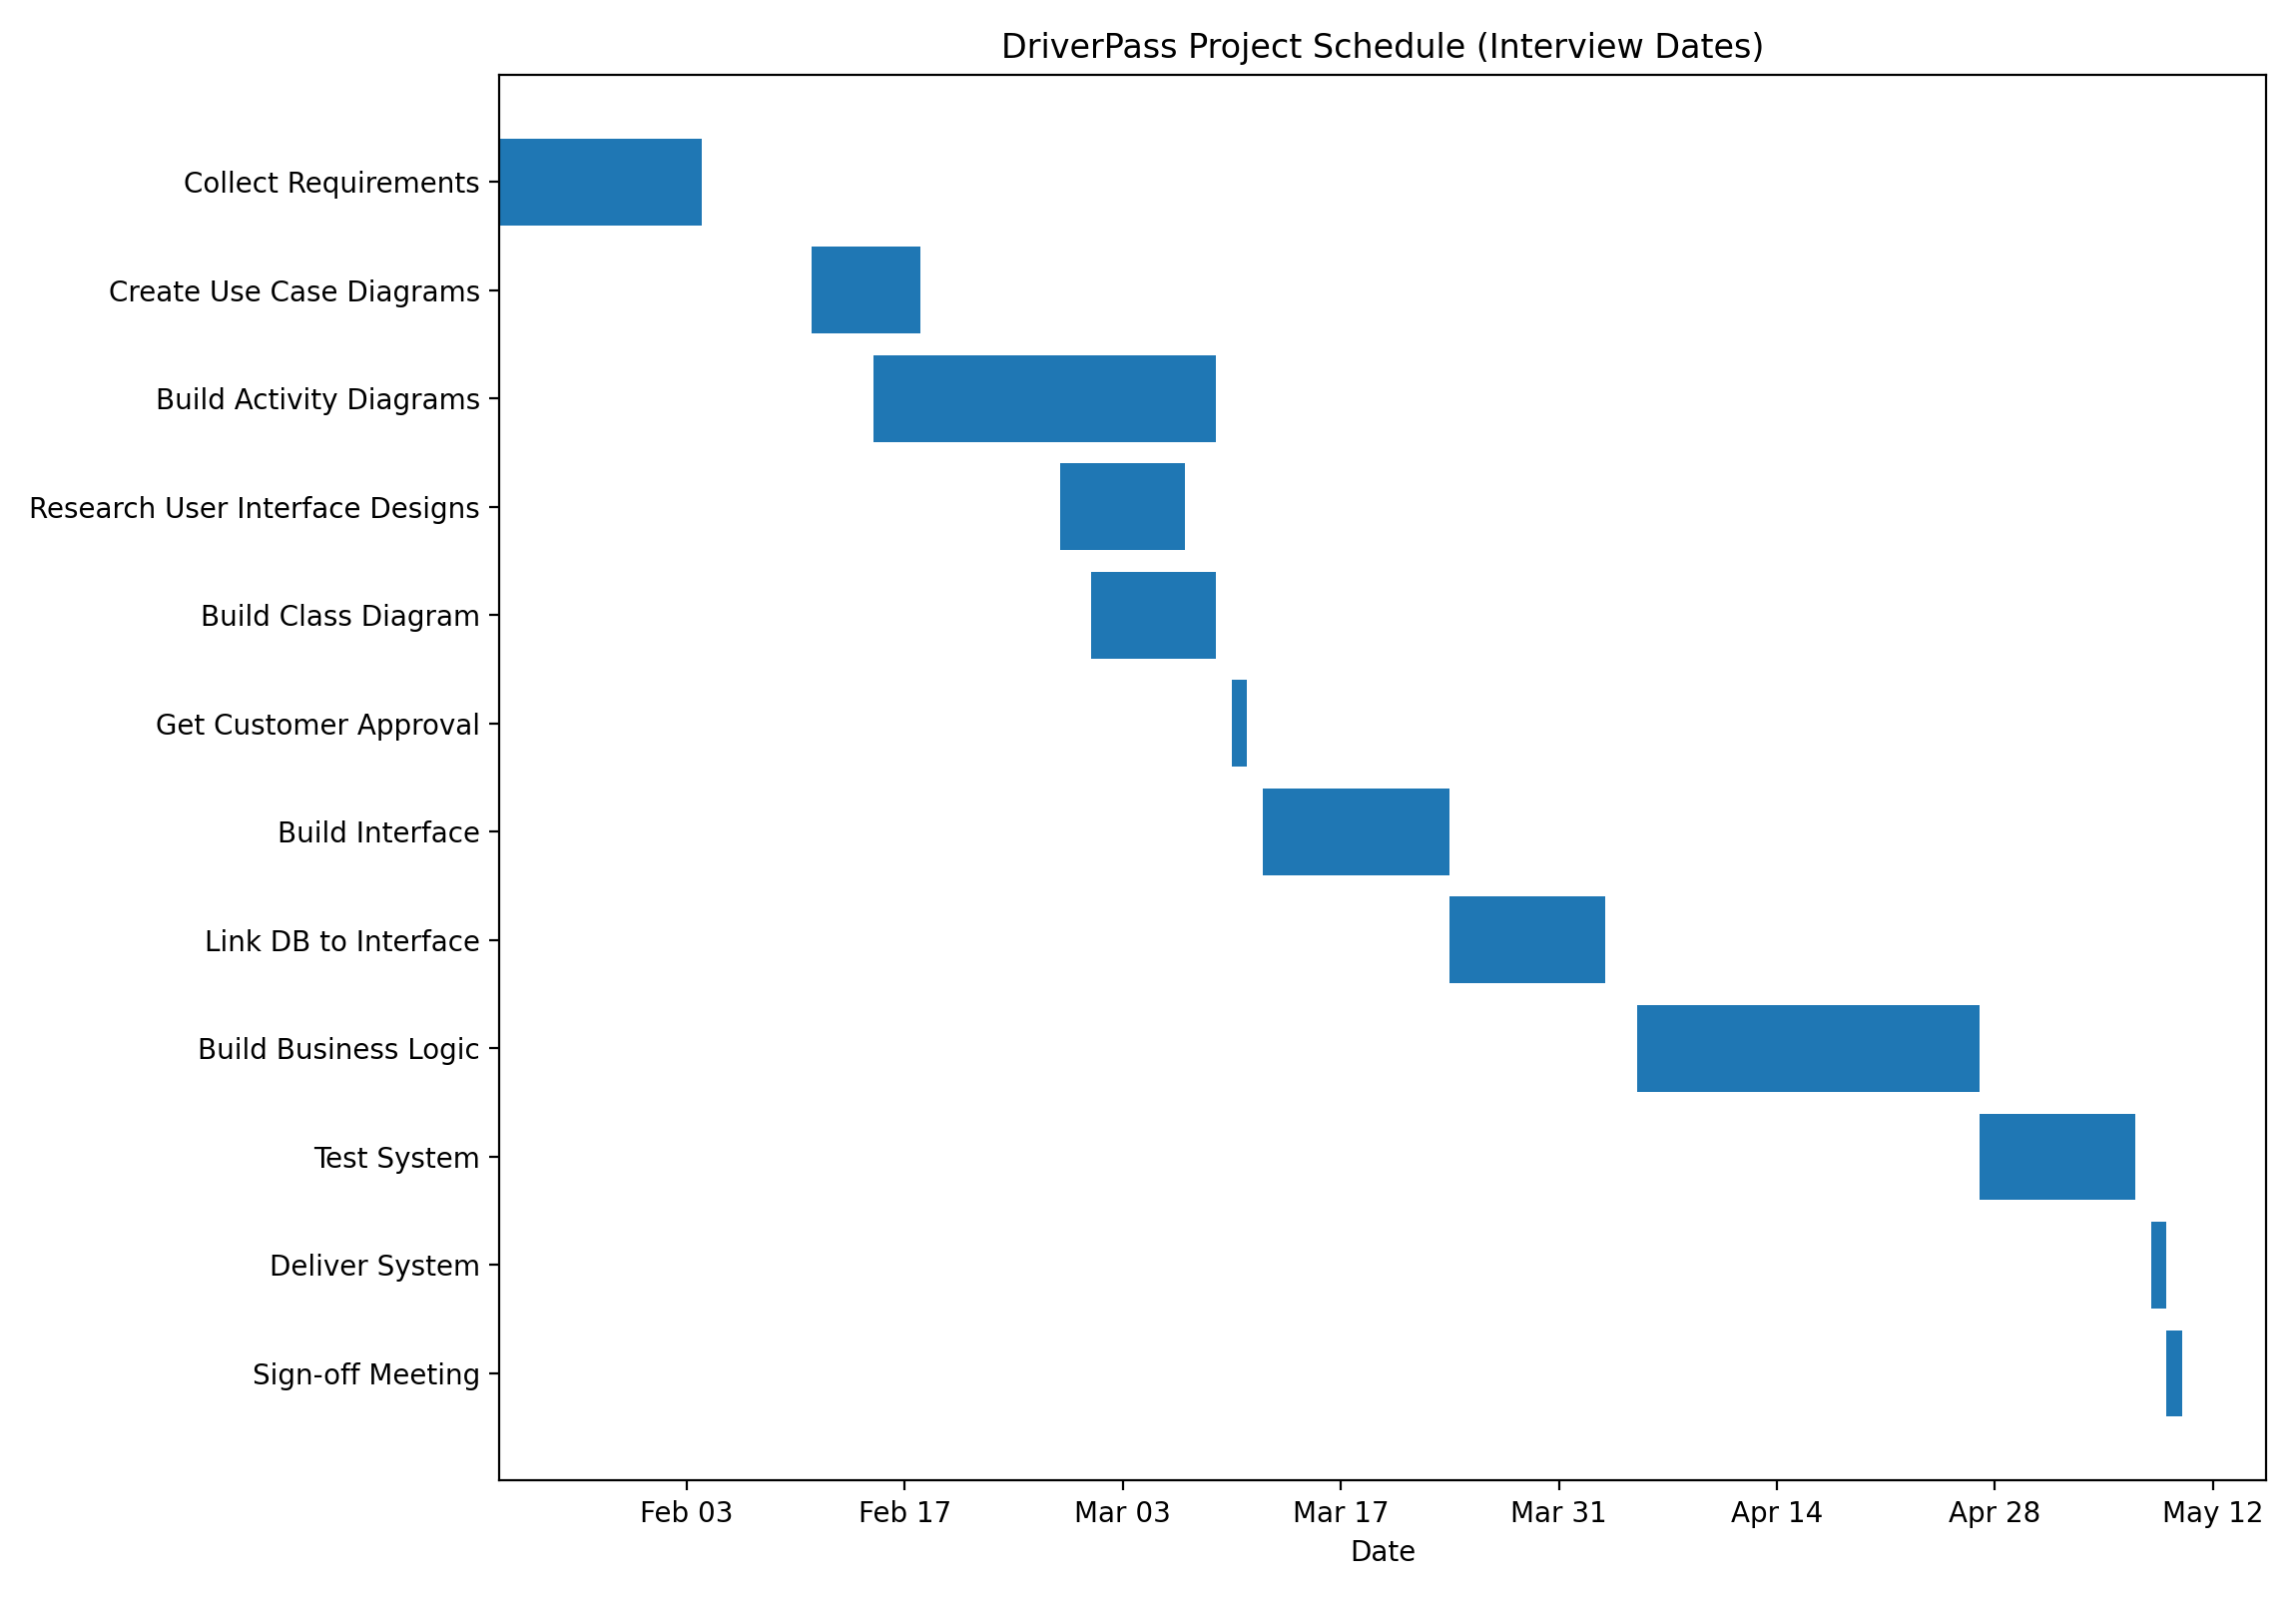 DriverPass Project Schedule (Interview Dates)
Collect Requirements
Create Use Case Diagrams
Build Activity Diagrams
Research User Interface Designs
Build Class Diagram
Get Customer Approval
Build Interface
Link DB to Interface
Build Business Logic
Test System
Deliver System
Sign-off Meeting
Feb 03 Feb 17 Mar 03 Mar 17 Mar 31 Apr 14 Apr 28 May 12
Date